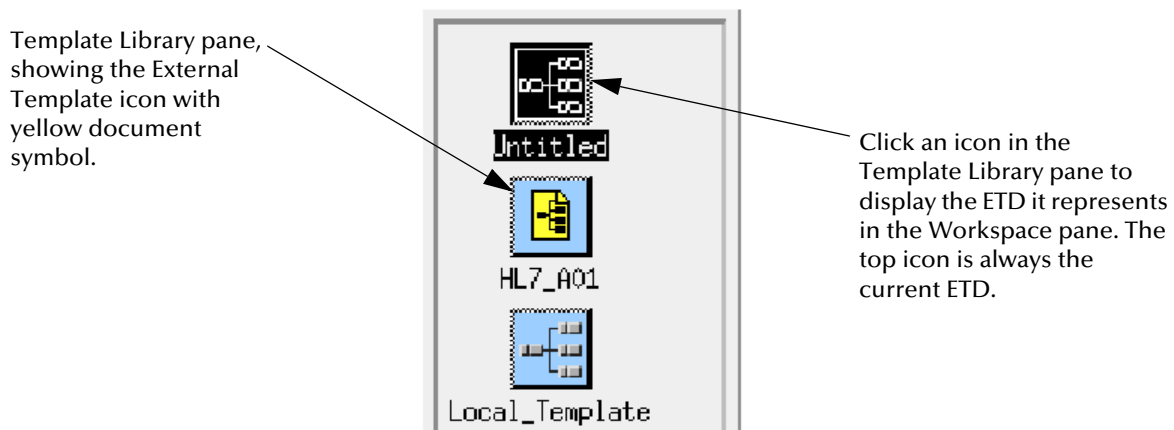 Template Library pane,
showing the External
Template icon with
yellow document
symbol.
Untitled
HL7_A01
Local_Template
Click an icon in the
Template Library pane to
display the ETD it represents
in the Workspace pane. The
top icon is always the
current ETD.